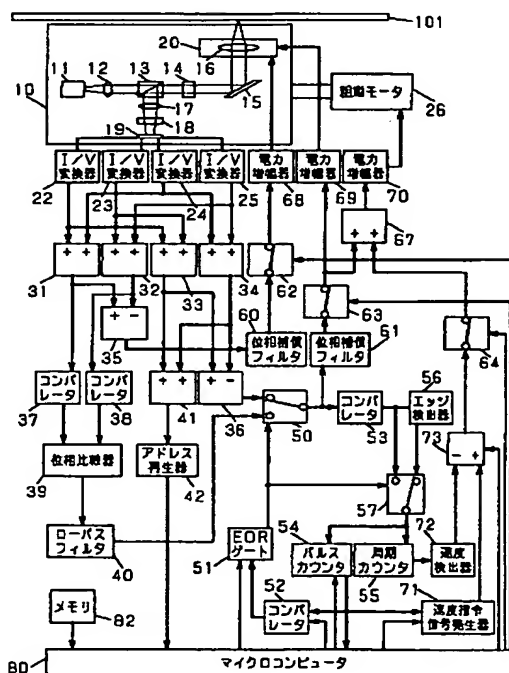 101
20
16
11
12
13
14
10
15
17
18
19
粗動モータ
26
I/V変換器
I/V変換器
I/V変換器
I/V変換器
22
23
24
25
電力増幅器
電力増幅器
電力増幅器
68
69
70
+ +
67
+ +
+ +
+ +
+ +
31
32
33
34
62
63
64
+ -
35
60
位相補償フィルタ
61
位相補償フィルタ
コンパレータ
コンパレータ
37
38
+ +
41
+ -
36
50
コンパレータ
53
56
エッジ検出器
位相比較器
39
アドレス再生器
42
57
- +
73
ローパスフィルタ
40
EORゲート
51
54
パルスカウンタ
周期カウンタ
55
72
速度検出器
メモリ
82
52
コンパレータ
71
速度指令信号発生器
80
マイクロコンピュータ